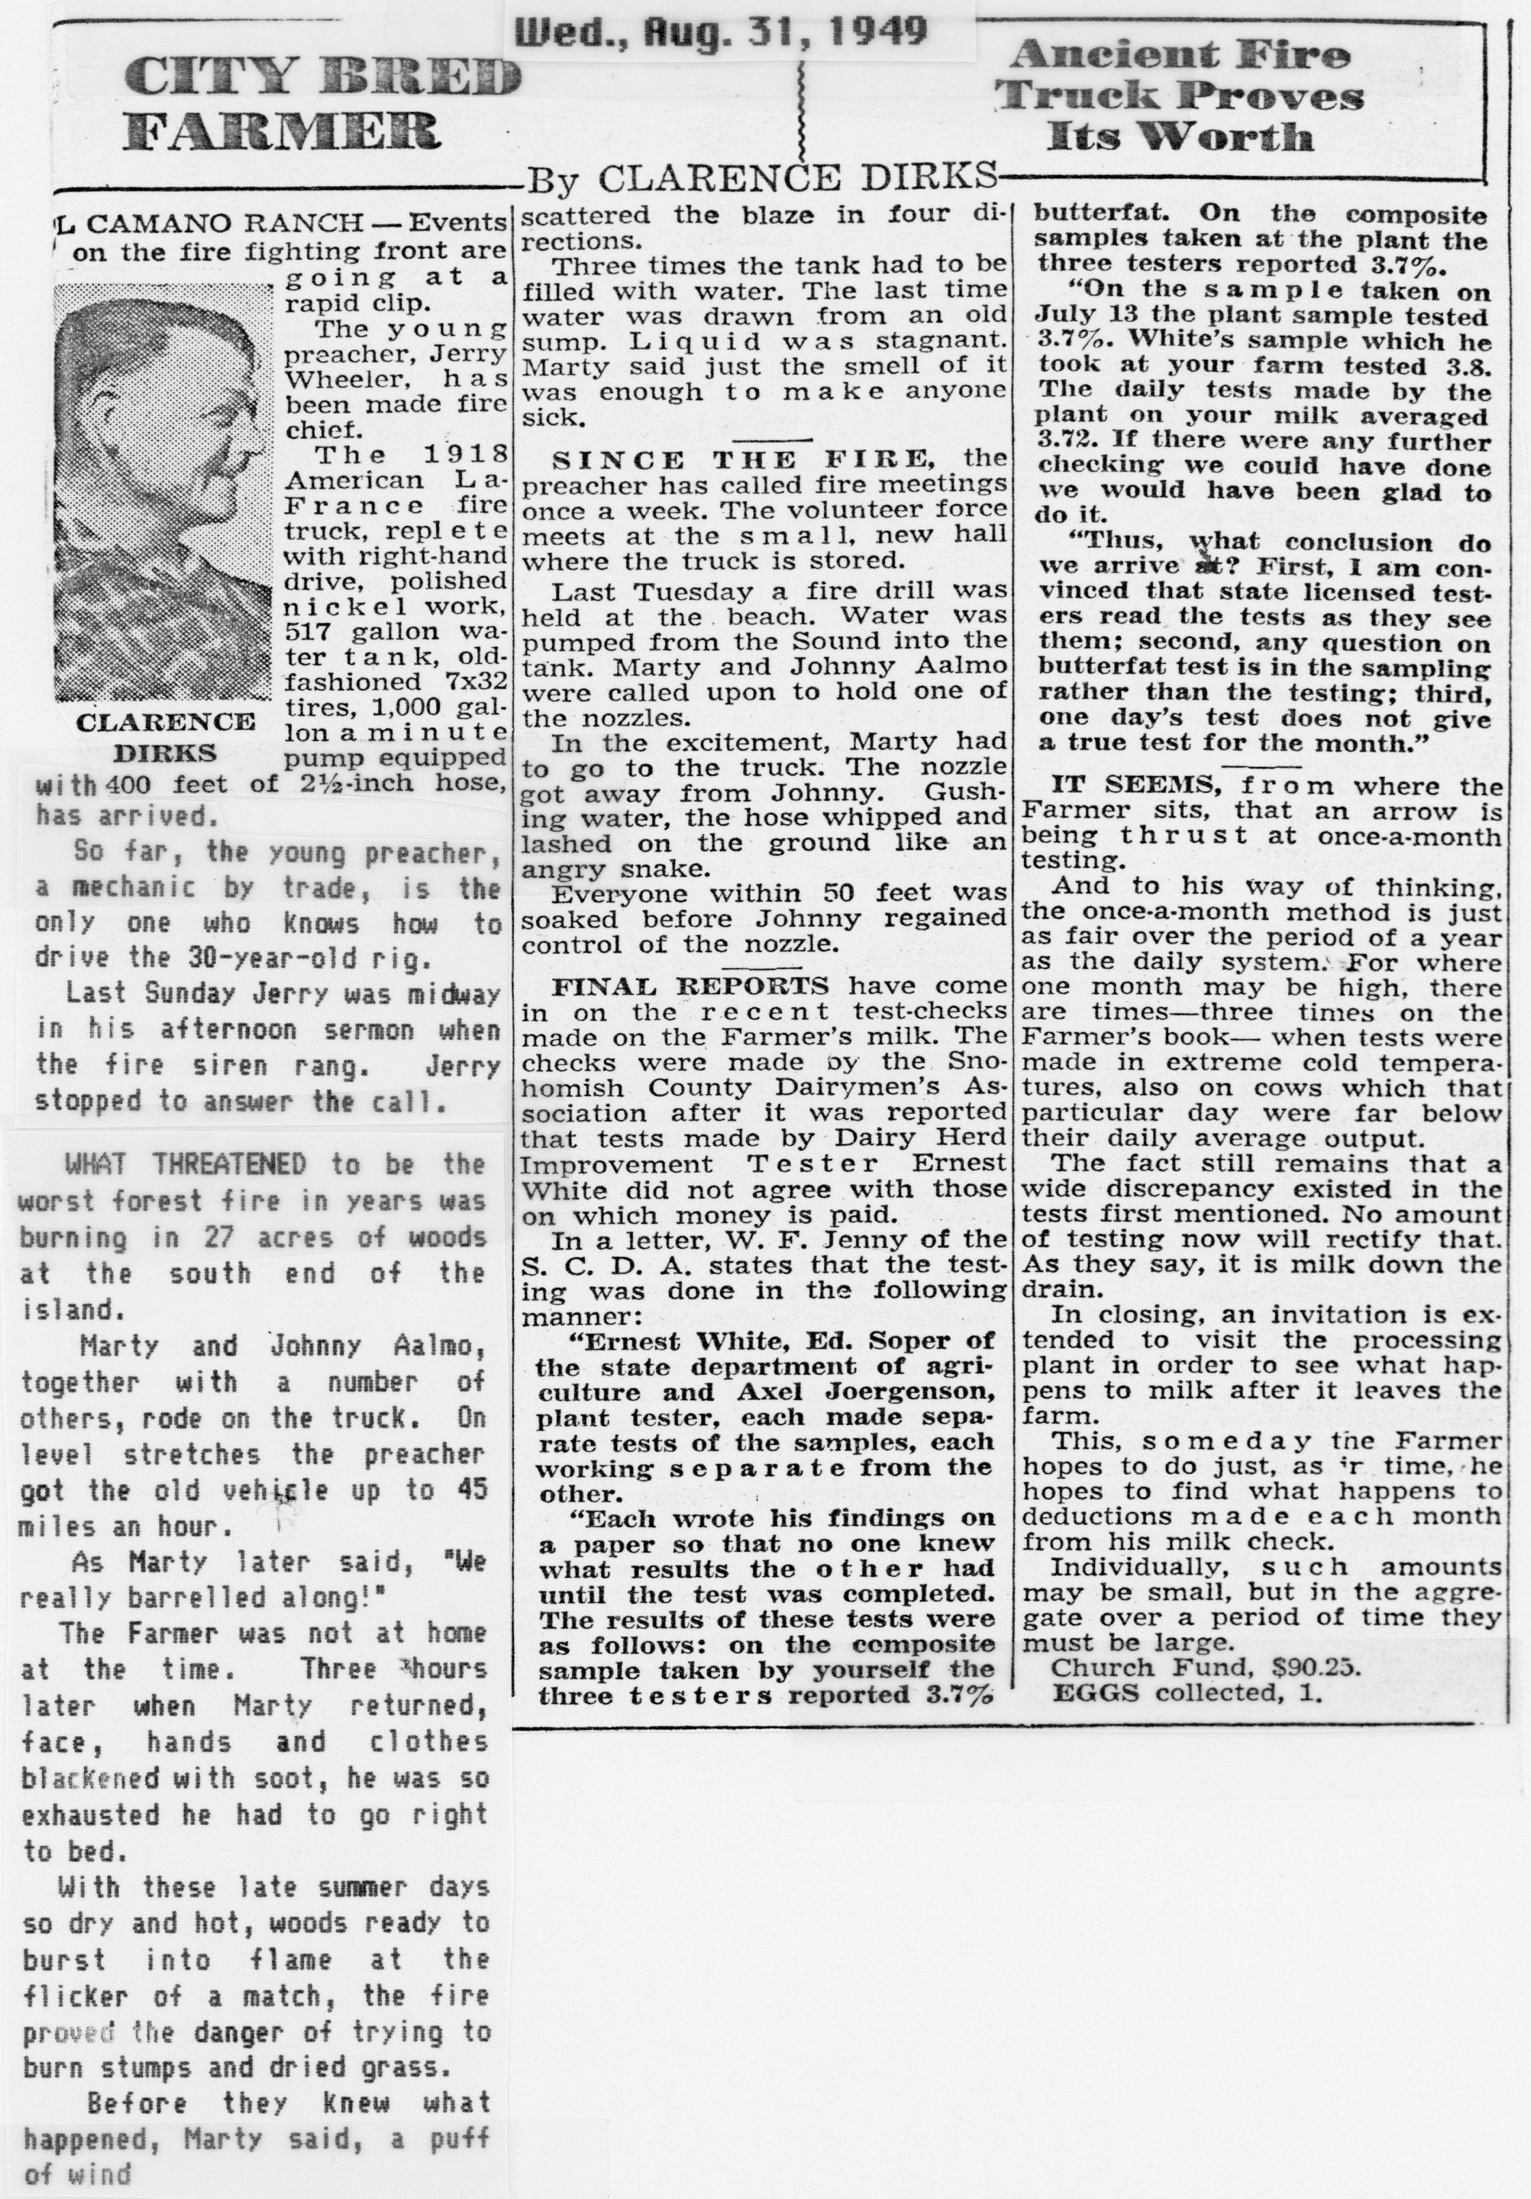 Wed., Aug. 31, 1949
CITY BRED
FARMER
Ancient Fire
Truck Proves
Its Worth
By CLARENCE DIRKS
L CAMANO RANCH — Events
on the fire fighting front are
going at a
rapid clip.
The young
preacher, Jerry
Wheeler, has
been made fire
chief.
The 1918
American La-
France fire
truck, replete
with right-hand
drive, polished
nickel work,
517 gallon wa-
ter tank, old-
fashioned 7x32
tires, 1,000 gal-
lon a minute
pump equipped
CLARENCE
DIRKS
with 400 feet of 2½-inch hose,
has arrived.
So far, the young preacher,
a mechanic by trade, is the
only one who knows how to
drive the 30-year-old rig.
Last Sunday Jerry was midway
in his afternoon sermon when
the fire siren rang. Jerry
stopped to answer the call.
WHAT THREATENED to be the
worst forest fire in years was
burning in 27 acres of woods
at the south end of the
island.
Marty and Johnny Aalmo,
together with a number of
others, rode on the truck. On
level stretches the preacher
got the old vehicle up to 45
miles an hour.
As Marty later said, "We
really barrelled along!"
The Farmer was not at home
at the time. Three hours
later when Marty returned,
face, hands and clothes
blackened with soot, he was so
exhausted he had to go right
to bed.
With these late summer days
so dry and hot, woods ready to
burst into flame at the
flicker of a match, the fire
proved the danger of trying to
burn stumps and dried grass.
Before they knew what
happened, Marty said, a puff
of wind
scattered the blaze in four di-
rections.
Three times the tank had to be
filled with water. The last time
water was drawn from an old
sump. Liquid was stagnant.
Marty said just the smell of it
was enough to make anyone
sick.
SINCE THE FIRE, the
preacher has called fire meetings
once a week. The volunteer force
meets at the small, new hall
where the truck is stored.
Last Tuesday a fire drill was
held at the beach. Water was
pumped from the Sound into the
tank. Marty and Johnny Aalmo
were called upon to hold one of
the nozzles.
In the excitement, Marty had
to go to the truck. The nozzle
got away from Johnny. Gush-
ing water, the hose whipped and
lashed on the ground like an
angry snake.
Everyone within 50 feet was
soaked before Johnny regained
control of the nozzle.
FINAL REPORTS have come
in on the recent test-checks
made on the Farmer's milk. The
checks were made by the Sno-
homish County Dairymen's As-
sociation after it was reported
that tests made by Dairy Herd
Improvement Tester Ernest
White did not agree with those
on which money is paid.
In a letter, W. F. Jenny of the
S. C. D. A. states that the test-
ing was done in the following
manner:
"Ernest White, Ed. Soper of
the state department of agri-
culture and Axel Joergenson,
plant tester, each made sepa-
rate tests of the samples, each
working separate from the
other.
"Each wrote his findings on
a paper so that no one knew
what results the other had
until the test was completed.
The results of these tests were
as follows: on the composite
sample taken by yourself the
three testers reported 3.7%
butterfat. On the composite
samples taken at the plant the
three testers reported 3.7%.
"On the sample taken on
July 13 the plant sample tested
3.7%. White's sample which he
took at your farm tested 3.8.
The daily tests made by the
plant on your milk averaged
3.72. If there were any further
checking we could have done
we would have been glad to
do it.
"Thus, what conclusion do
we arrive at? First, I am con-
vinced that state licensed test-
ers read the tests as they see
them; second, any question on
butterfat test is in the sampling
rather than the testing; third,
one day's test does not give
a true test for the month."
IT SEEMS, from where the
Farmer sits, that an arrow is
being thrust at once-a-month
testing.
And to his way of thinking,
the once-a-month method is just
as fair over the period of a year
as the daily system. For where
one month may be high, there
are times—three times on the
Farmer's book— when tests were
made in extreme cold tempera-
tures, also on cows which that
particular day were far below
their daily average output.
The fact still remains that a
wide discrepancy existed in the
tests first mentioned. No amount
of testing now will rectify that.
As they say, it is milk down the
drain.
In closing, an invitation is ex-
tended to visit the processing
plant in order to see what hap-
pens to milk after it leaves the
farm.
This, someday the Farmer
hopes to do just, as time, he
hopes to find what happens to
deductions made each month
from his milk check.
Individually, such amounts
may be small, but in the aggre-
gate over a period of time they
must be large.
Church Fund, $90.25.
EGGS collected, 1.